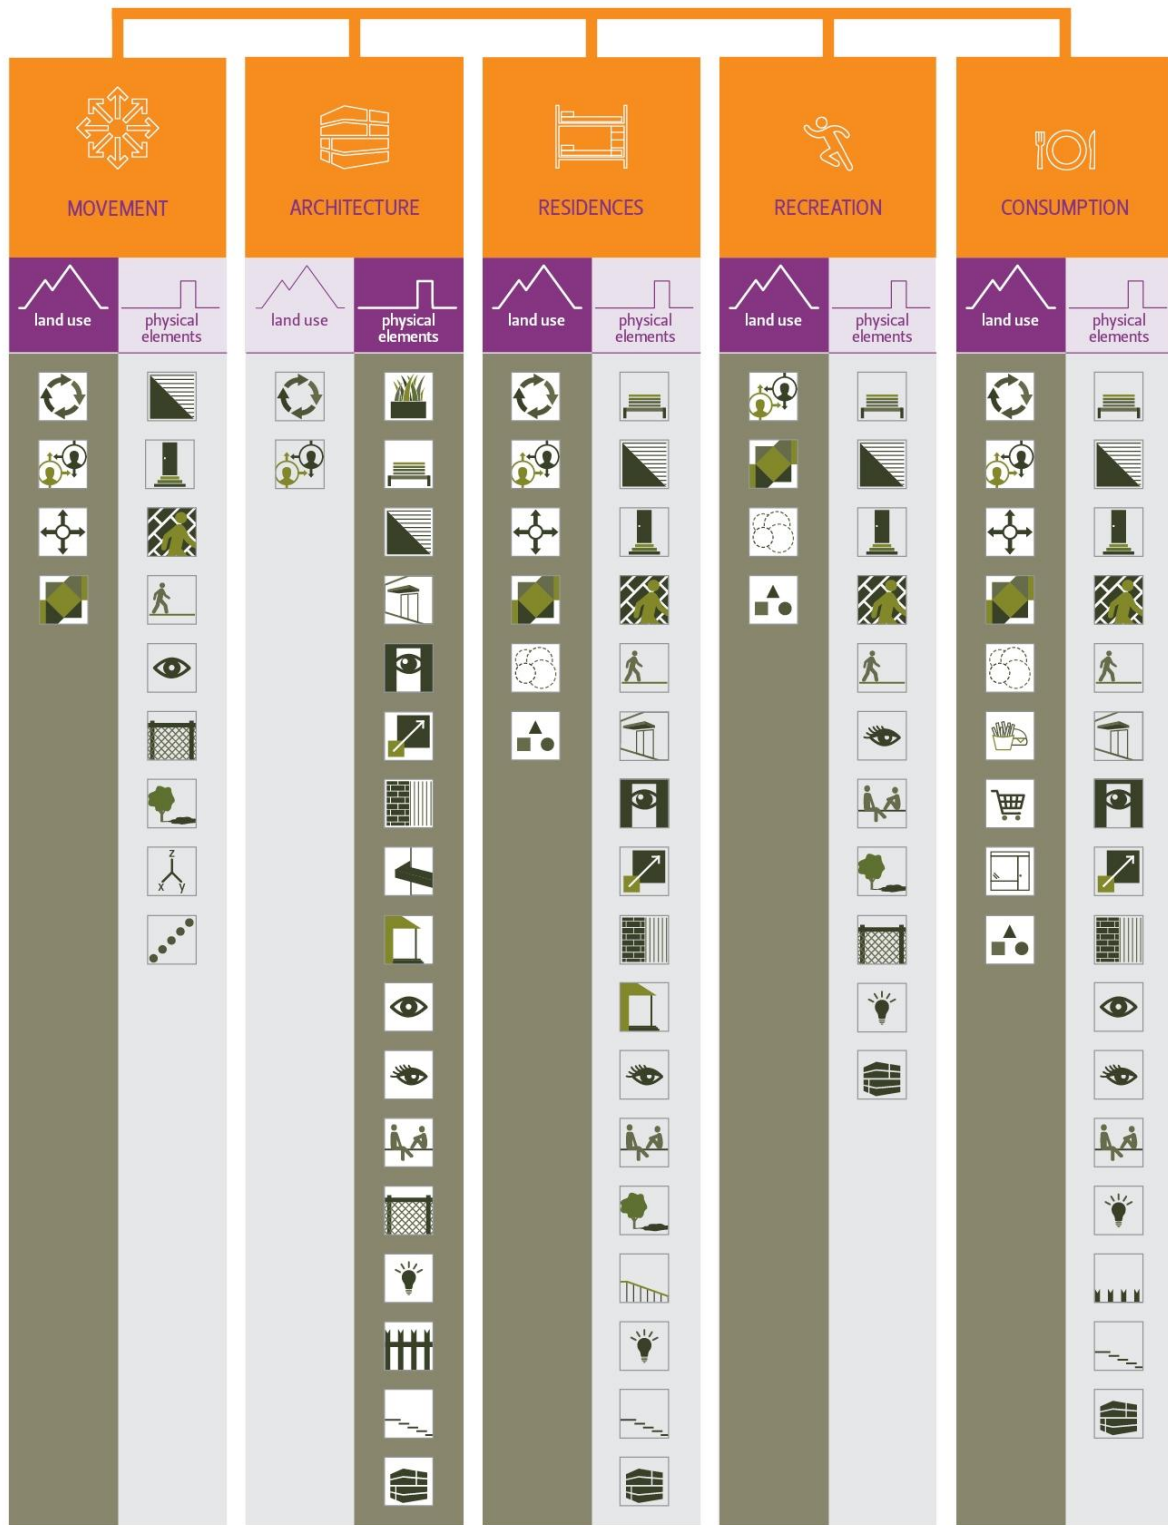 MOVEMENT
ARCHITECTURE
RESIDENCES
RECREATION
CONSUMPTION
land use
physical
elements
land use
physical
elements
land use
physical
elements
land use
physical
elements
land use
physical
elements
z
x y